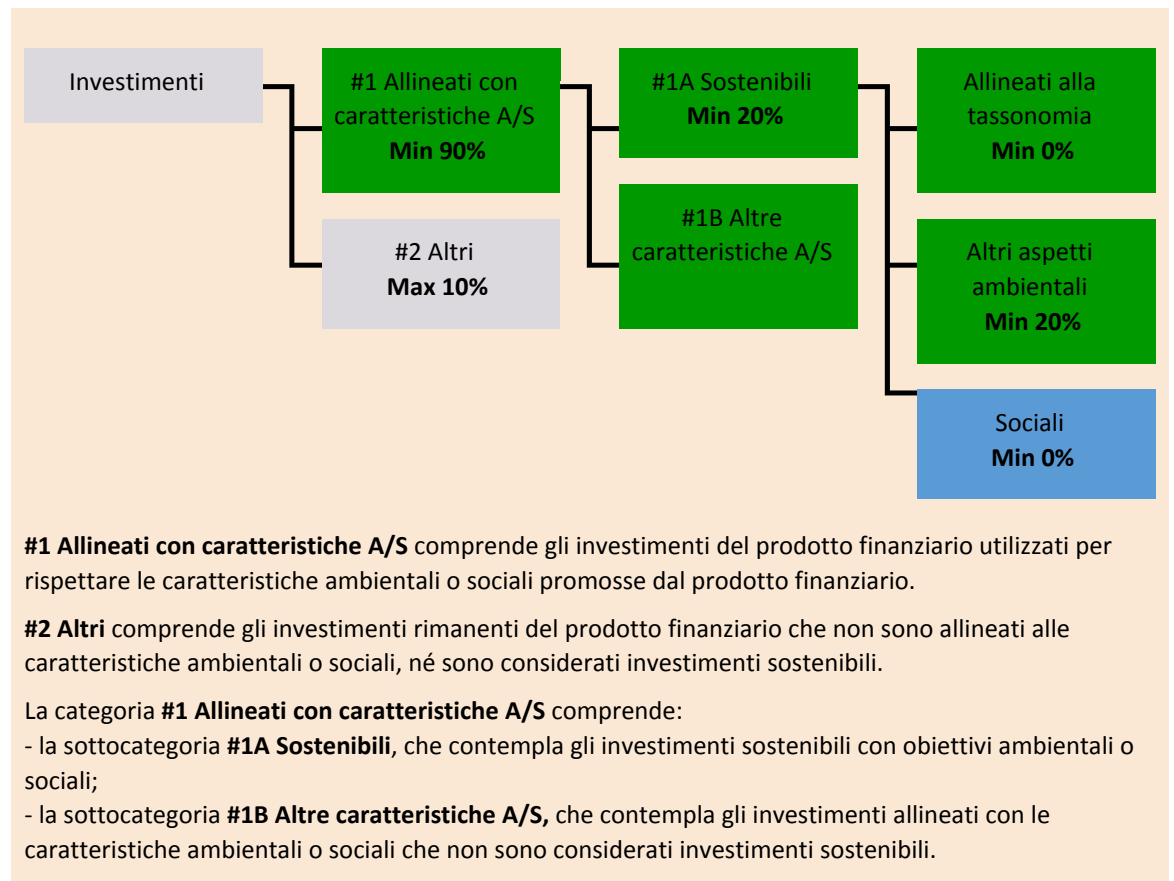 Investimenti
#1 Allineati con
caratteristiche A/S
Min 90%
#2 Altri
Max 10%
#1A Sostenibili
Min 20%
#1B Altre
caratteristiche A/S
Allineati alla
tassonomia
Min 0%
Altri aspetti
ambientali
Min 20%
Sociali
Min 0%
#1 Allineati con caratteristiche A/S comprende gli investimenti del prodotto finanziario utilizzati per
rispettare le caratteristiche ambientali o sociali promosse dal prodotto finanziario.
#2 Altri comprende gli investimenti rimanenti del prodotto finanziario che non sono allineati alle
caratteristiche ambientali o sociali, né sono considerati investimenti sostenibili.
La categoria #1 Allineati con caratteristiche A/S comprende:
- la sottocategoria #1A Sostenibili, che contempla gli investimenti sostenibili con obiettivi ambientali o
sociali;
- la sottocategoria #1B Altre caratteristiche A/S, che contempla gli investimenti allineati con le
caratteristiche ambientali o sociali che non sono considerati investimenti sostenibili.